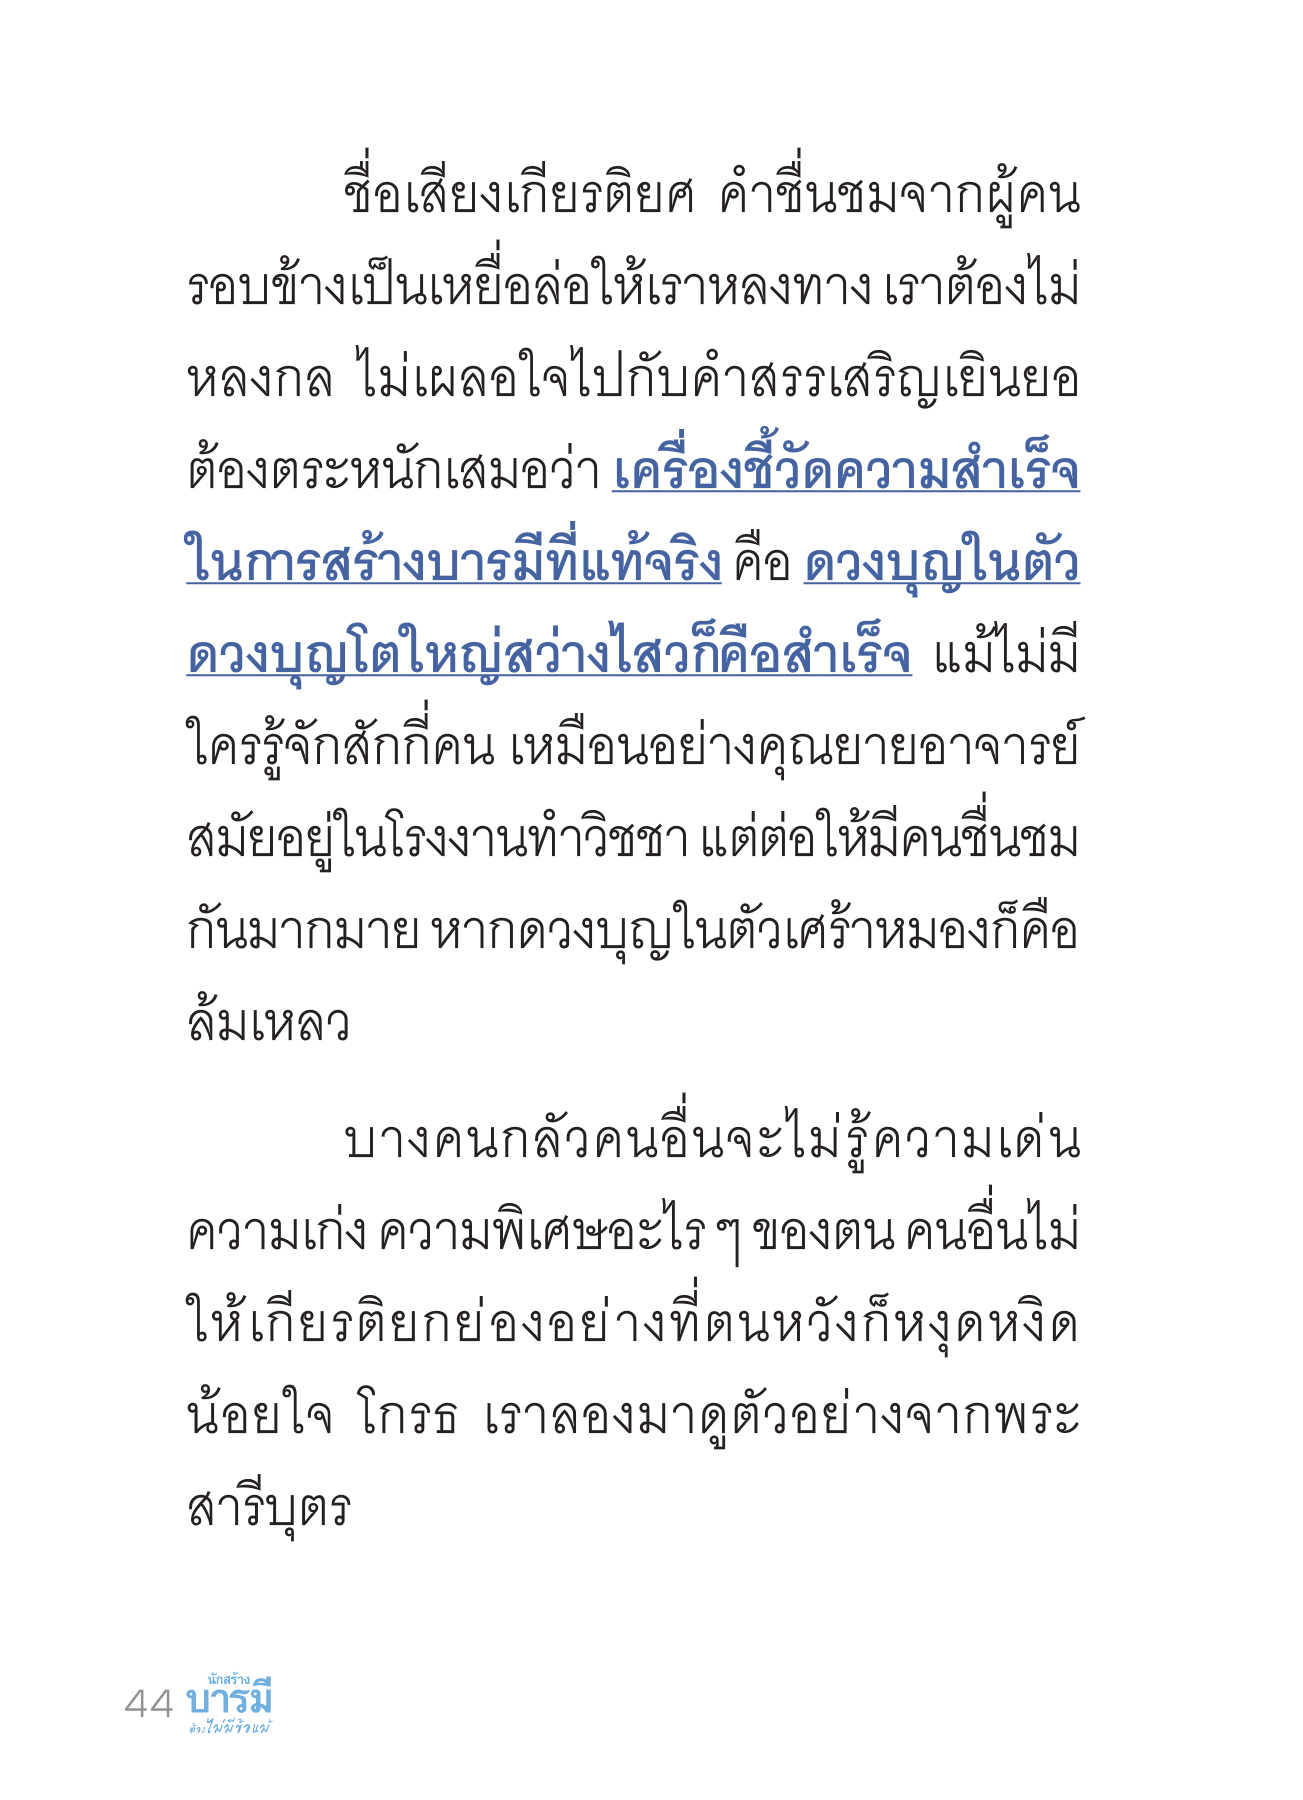 ชื่อเสียงเกียรติยศ คำชื่นชมจากผู้คน
รอบข้างเป็นเหยื่อล่อให้เราหลงทาง เราต้องไม่
หลงกล ไม่เผลอใจไปกับคำสรรเสริญเยินยอ
ต้องตระหนักเสมอว่า เครื่องชี้วัดความสำเร็จ
ในการสร้างบารมีที่แท้จริง คือ ดวงบุญในตัว
ดวงบุญโตใหญ่สว่างไสวก็คือสำเร็จ แม้ไม่มี
ใครรู้จักสักกี่คน เหมือนอย่างคุณยายอาจารย์
สมัยอยู่ในโรงงานทำวิชชา แต่ต่อให้มีคนชื่นชม
กันมากมาย หากดวงบุญในตัวเศร้าหมองก็คือ
ล้มเหลว
บางคนกลัวคนอื่นจะไม่รู้ความเด่น
ความเก่ง ความพิเศษอะไร ๆ ของตน คนอื่นไม่
ให้เกียรติยกย่องอย่างที่ตนหวังก็หงุดหงิด
น้อยใจ โกรธ เราลองมาดูตัวอย่างจากพระ
สารีบุตร
44
นักสร้าง
บารมี
ต้องไม่มีข้อแม้